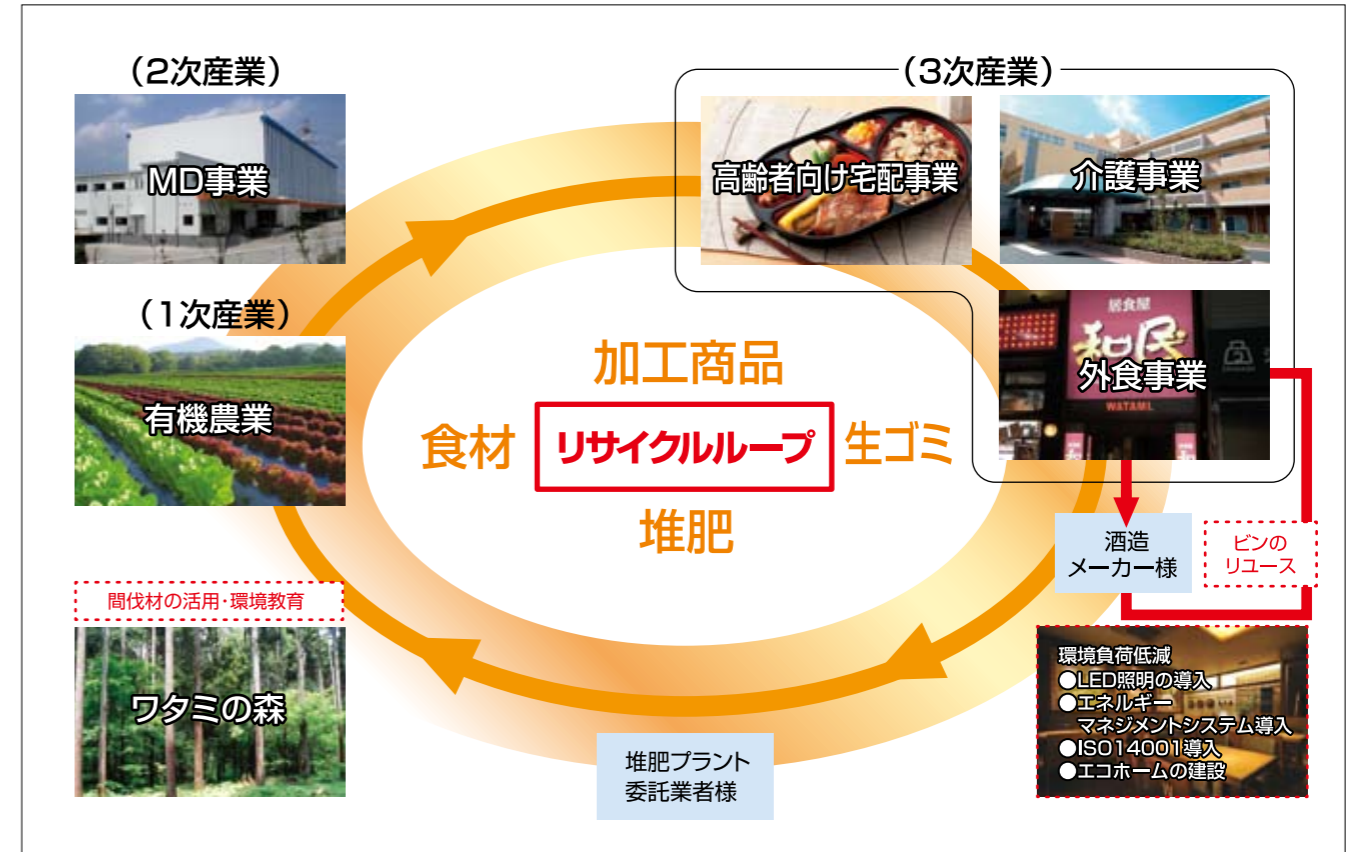 (2次産業)
MD事業
(3次産業)
高齢者向け宅配事業
介護事業
(1次産業)
有機農業
居食屋
和民
外食事業
WATAMI
加工商品
食材
リサイクルループ
生ゴミ
堆肥
酒造
メーカー様
ビンの
リユース
間伐材の活用・環境教育
ワタミの森
堆肥プラント
委託業者様
環境負荷低減
●LED照明の導入
●エネルギー
マネジメントシステム導入
●ISO14001導入
●エコホームの建設